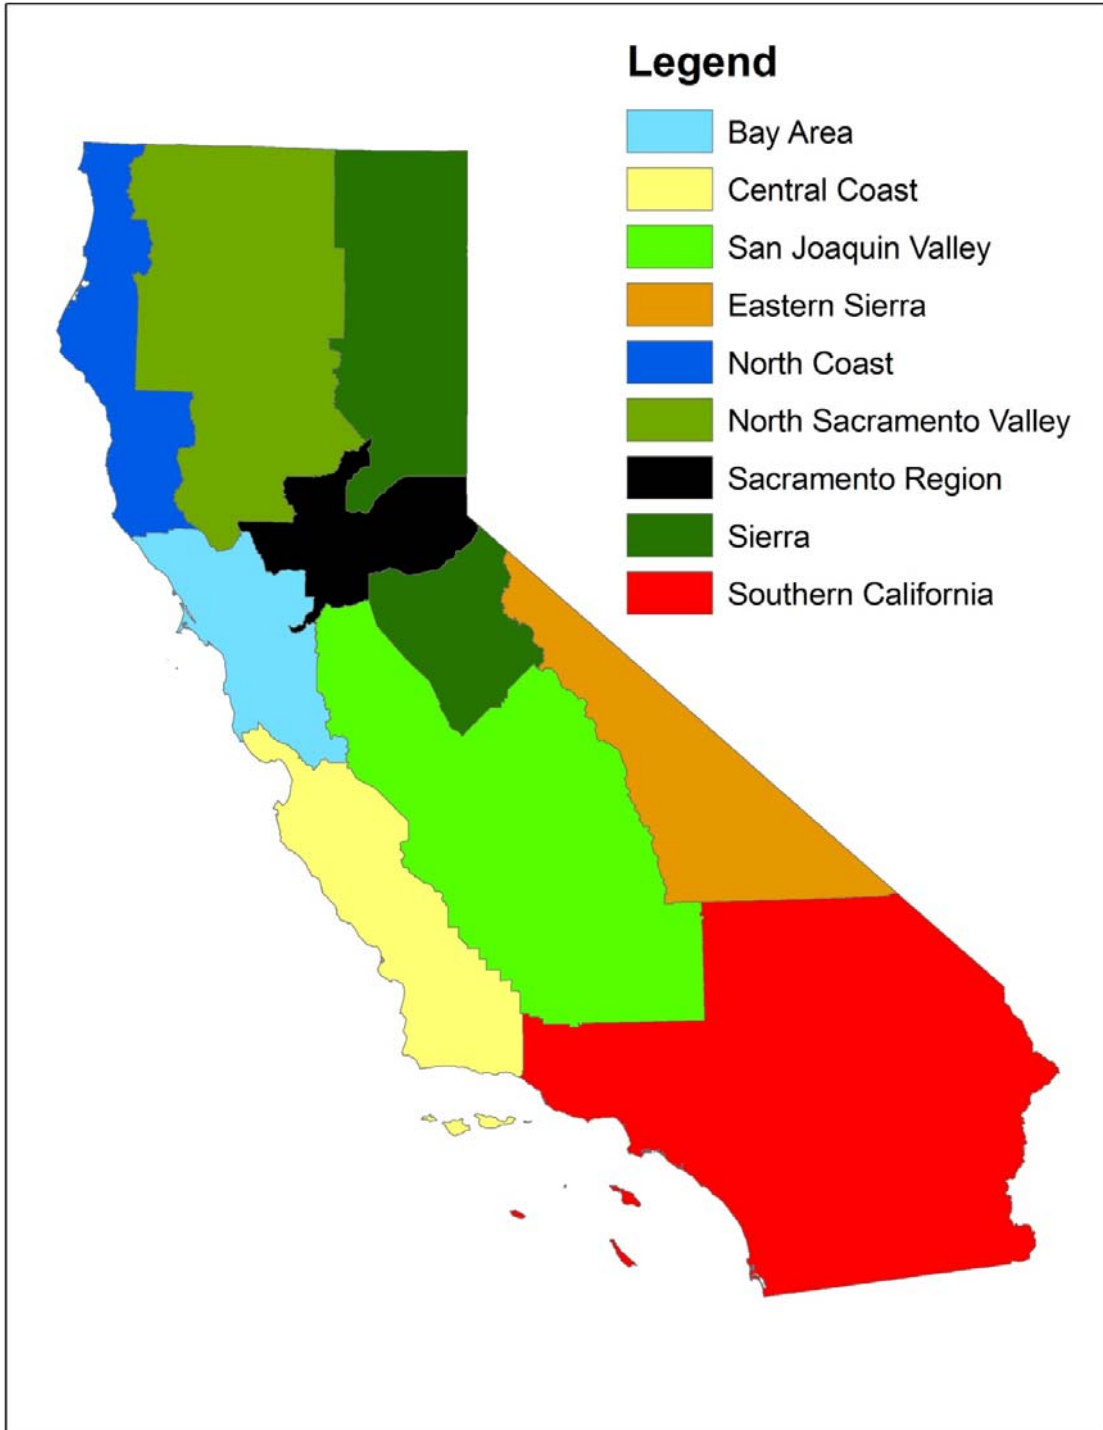 Legend
Bay Area
Central Coast
San Joaquin Valley
Eastern Sierra
North Coast
North Sacramento Valley
Sacramento Region
Sierra
Southern California